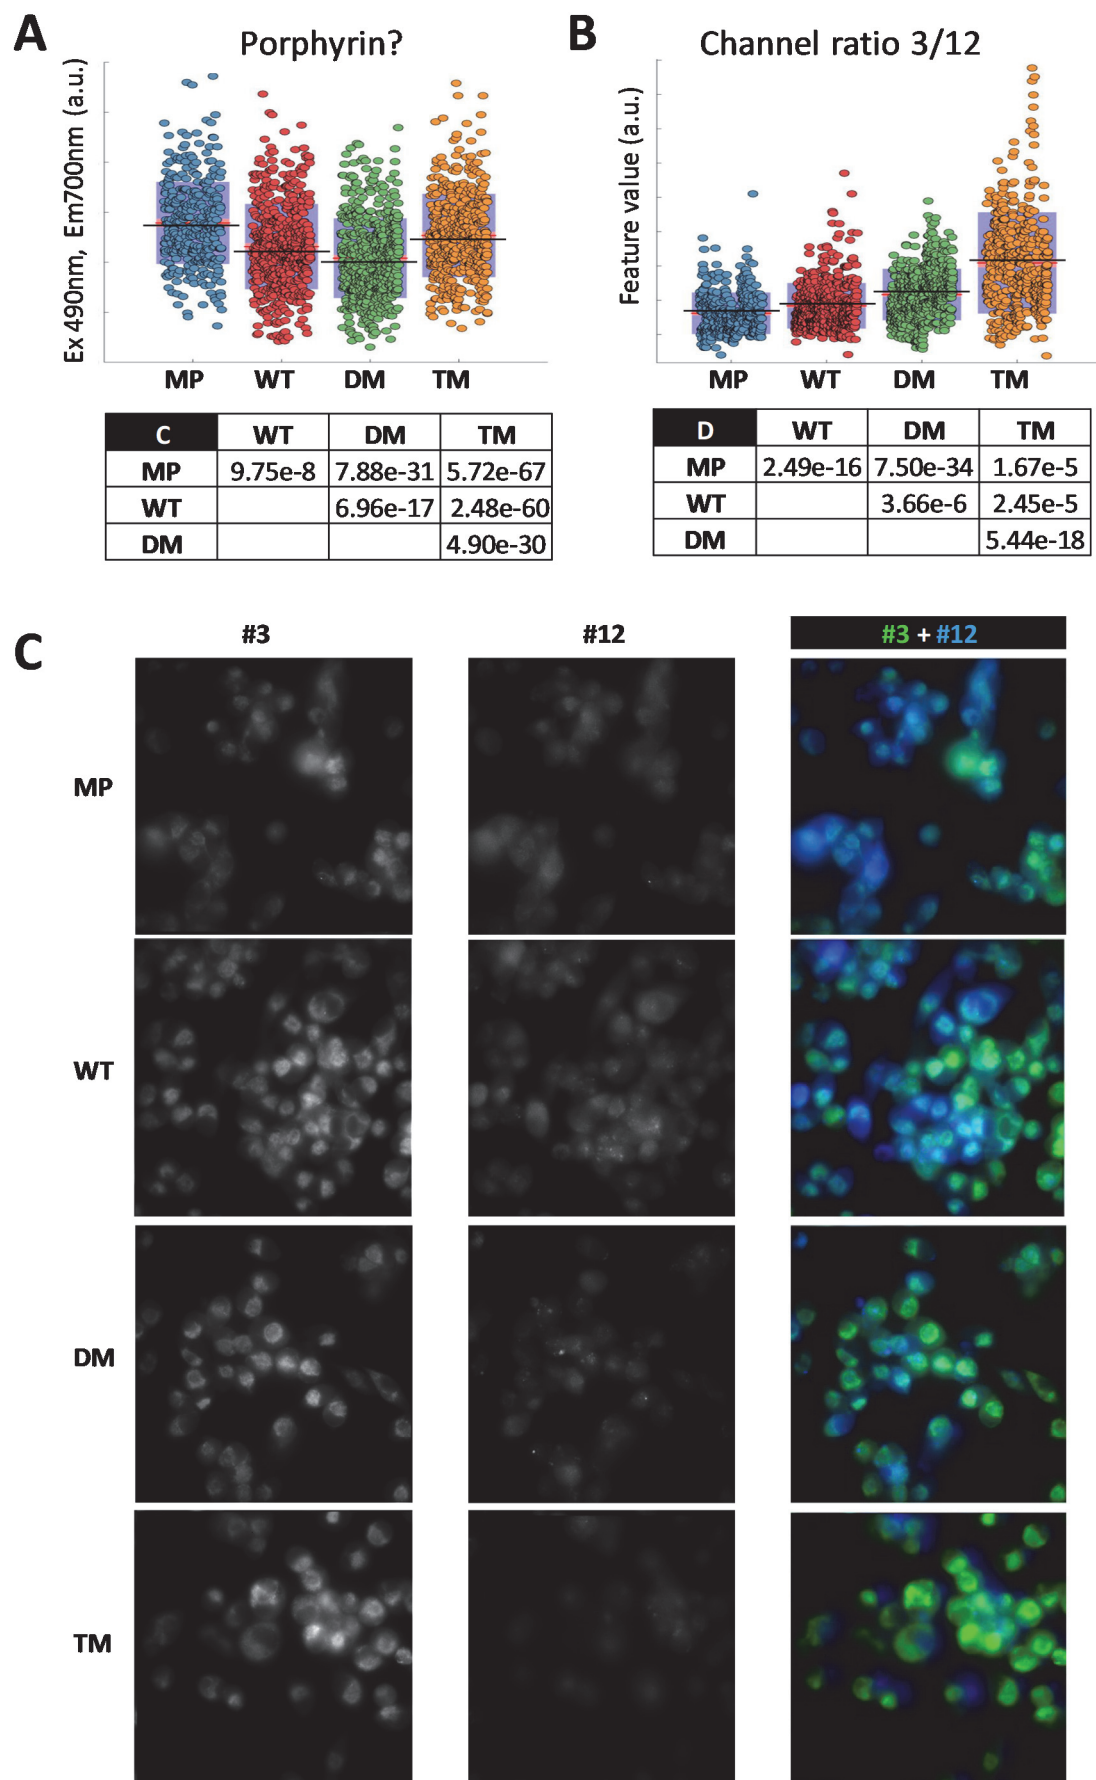 A
Porphyrin?
Ex 490nm, Em700nm (a.u.)
MP WT DM TM
B
Channel ratio 3/12
Feature value (a.u.)
MP WT DM TM
C WT DM TM
MP 9.75e-8 7.88e-31 5.72e-67
WT 6.96e-17 2.48e-60
DM 4.90e-30
D WT DM TM
MP 2.49e-16 7.50e-34 1.67e-5
WT 3.66e-6 2.45e-5
DM 5.44e-18
C
#3 #12 #3 + #12
MP
WT
DM
TM